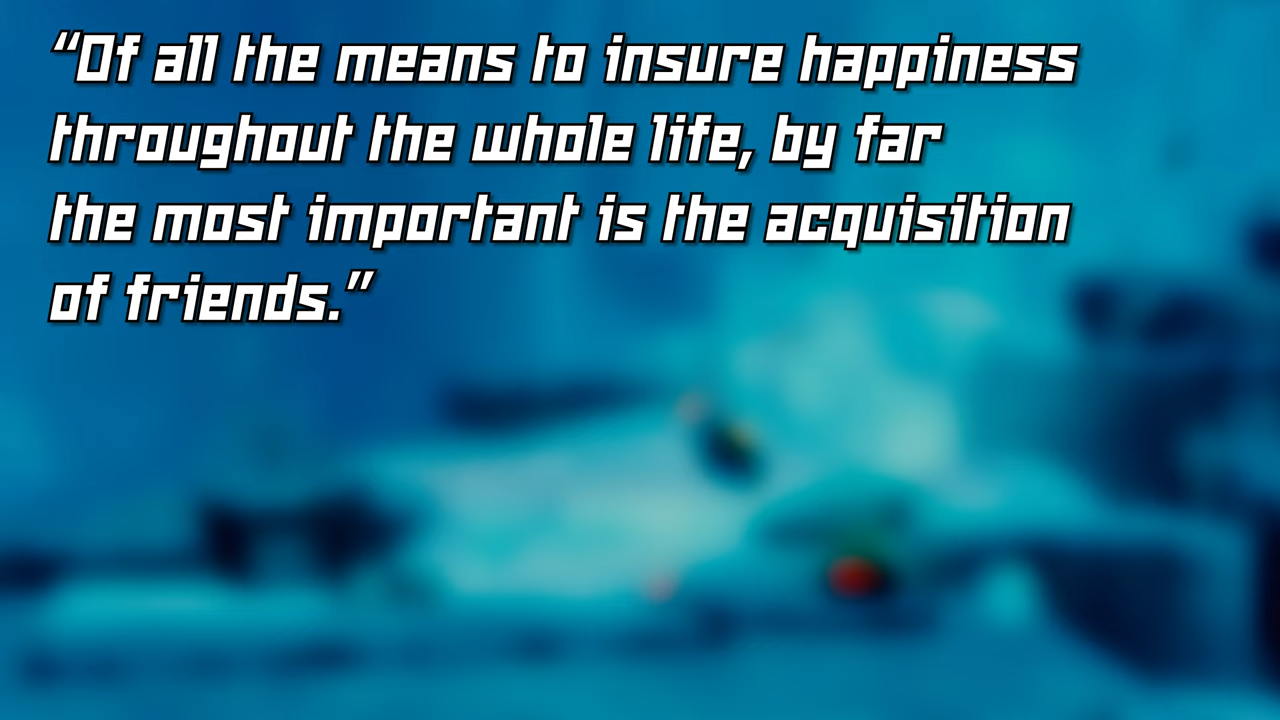 “Of all the means to insure happiness
throughout the whole life, by far
the most important is the acquisition
of friends.”